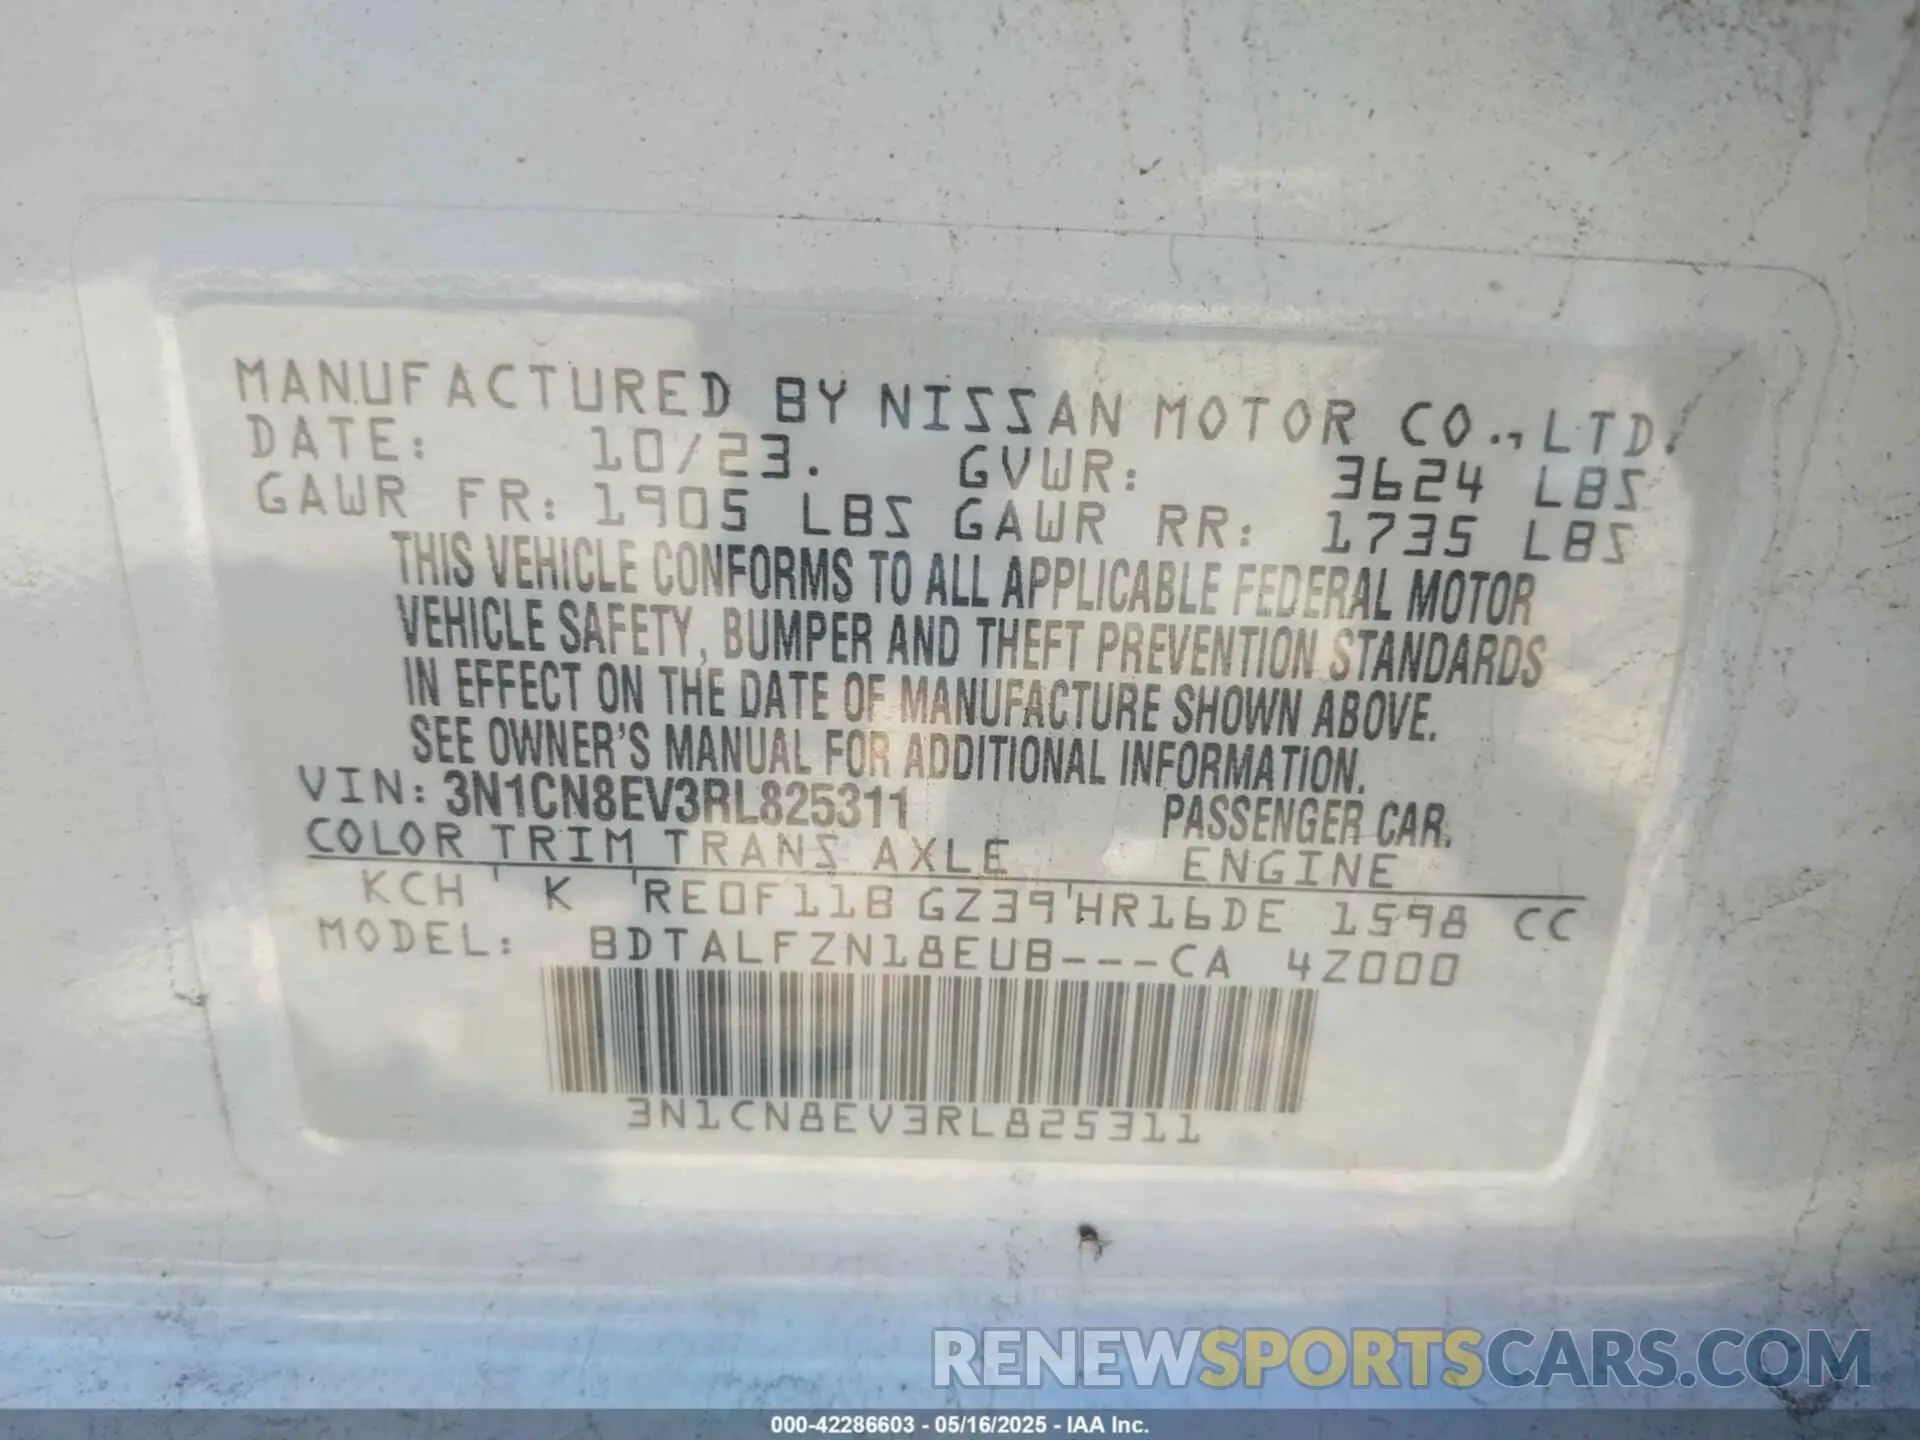 MANUFACTURED BY NISSAN MOTOR CO., LTD.
DATE: 10/23. GVWR: 3624 LBS
GAWR FR: 1905 LBS GAWR RR: 1735 LBS
THIS VEHICLE CONFORMS TO ALL APPLICABLE FEDERAL MOTOR
VEHICLE SAFETY, BUMPER AND THEFT PREVENTION STANDARDS
IN EFFECT ON THE DATE OF MANUFACTURE SHOWN ABOVE.
SEE OWNER'S MANUAL FOR ADDITIONAL INFORMATION.
VIN: 3N1CN8EV3RL825311 PASSENGER CAR.
COLOR TRIM TRANS AXLE ENGINE
KCH ' K 'RE0F11B GZ39'HR16DE 1598 CC
MODEL: BDTALFZN18EUB---CA 4Z000
3N1CN8EV3RL825311
RENEWSPORTSCARS.COM
000-42286603 - 05/16/2025 - IAA Inc.